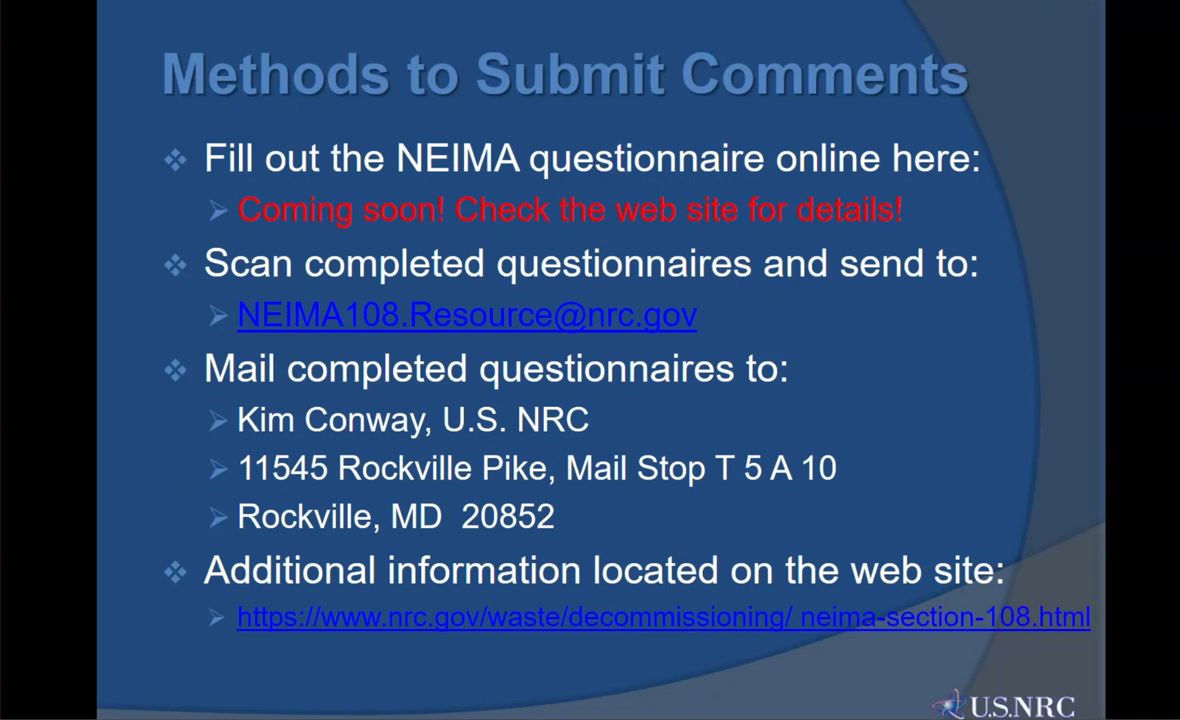 Methods to Submit Comments
Fill out the NEIMA questionnaire online here:
Coming soon! Check the web site for details!
Scan completed questionnaires and send to:
NEIMA108.Resource@nrc.gov
Mail completed questionnaires to:
Kim Conway, U.S. NRC
11545 Rockville Pike, Mail Stop T 5 A 10
Rockville, MD  20852
Additional information located on the web site:
https://www.nrc.gov/waste/decommissioning/ neima-section-108.html
U.S.NRC